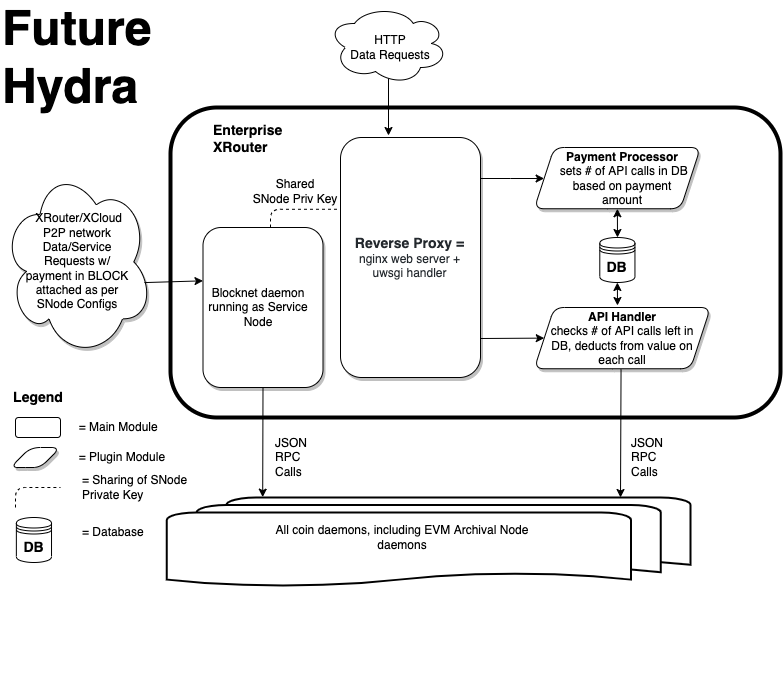 Future
Hydra
HTTP
Data Requests
Enterprise
XRouter
Shared
SNode Priv Key
Payment Processor
sets # of API calls in DB
based on payment
amount
XRouter/XCloud
P2P network
Data/Service
Requests w/
payment in BLOCK
attached as per
SNode Configs
Blocknet daemon
running as Service
Node
Reverse Proxy =
nginx web server +
uwsgi handler
DB
API Handler
checks # of API calls left in
DB, deducts from value on
each call
Legend
= Main Module
= Plugin Module
= Sharing of SNode
Private Key
DB
= Database
JSON
RPC
Calls
JSON
RPC
Calls
All coin daemons, including EVM Archival Node
daemons